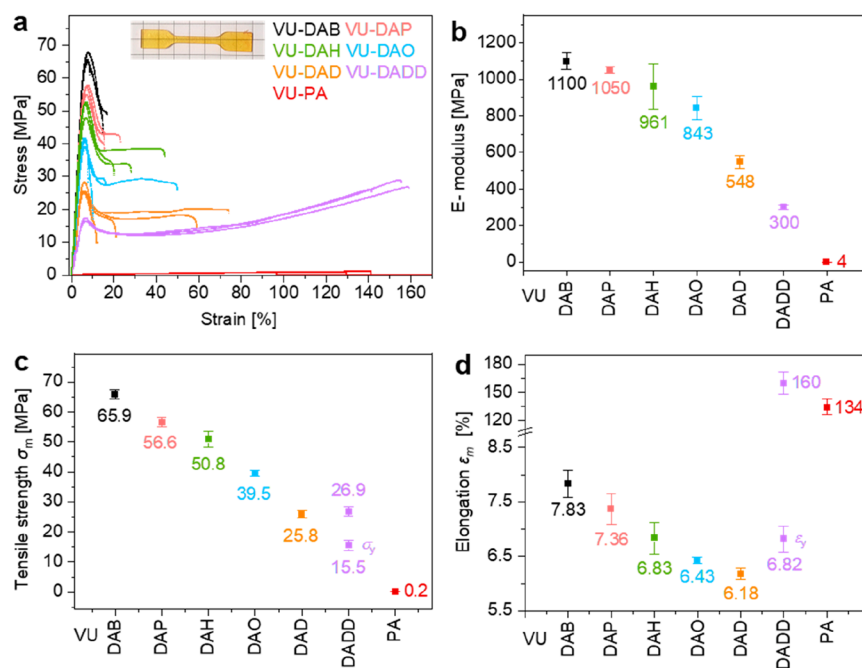 a
VU-DAB VU-DAP
VU-DAH VU-DAO
VU-DAD VU-DADD
VU-PA
Stress [MPa]
70
60
50
40
30
20
10
0
0 20 40 60 80 100 120 140 160
Strain [%]
b
E- modulus [MPa]
1200
1000
800
600
400
200
0
1100
1050
961
843
548
300
4
VU DAB DAP DAH DAO DAD DADD PA
c
Tensile strength σm [MPa]
70
60
50
40
30
20
10
0
65.9
56.6
50.8
39.5
25.8
26.9
σy
15.5
0.2
VU DAB DAP DAH DAO DAD DADD PA
d
Elongation εm [%]
180
150
120
8.5
7.5
6.5
5.5
7.83
7.36
6.83
6.43
6.18
160
εy
6.82
134
VU DAB DAP DAH DAO DAD DADD PA